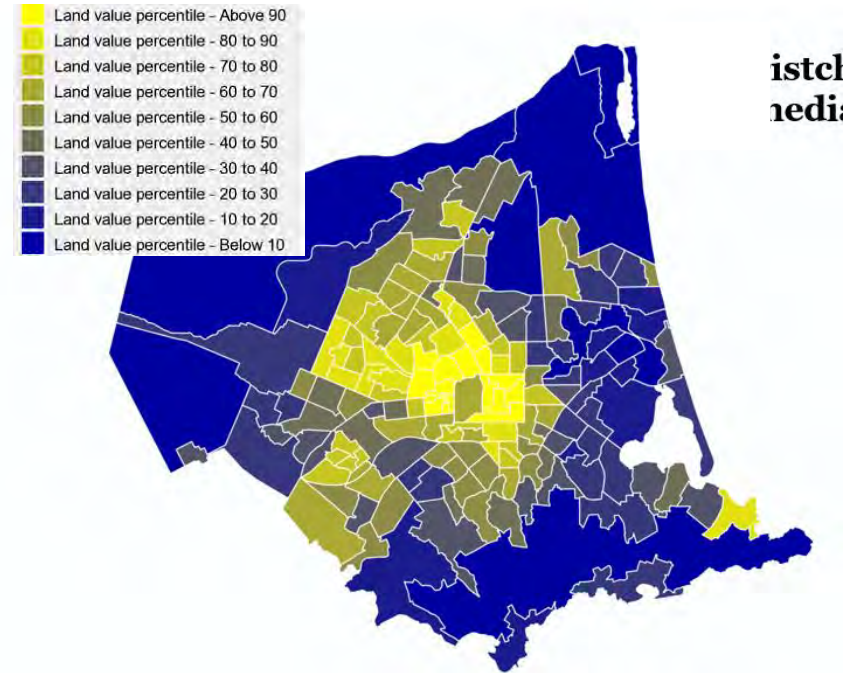 Land value percentile - Above 90
Land value percentile - 80 to 90
Land value percentile - 70 to 80
Land value percentile - 60 to 70
Land value percentile - 50 to 60
Land value percentile - 40 to 50
Land value percentile - 30 to 40
Land value percentile - 20 to 30
Land value percentile - 10 to 20
Land value percentile - Below 10